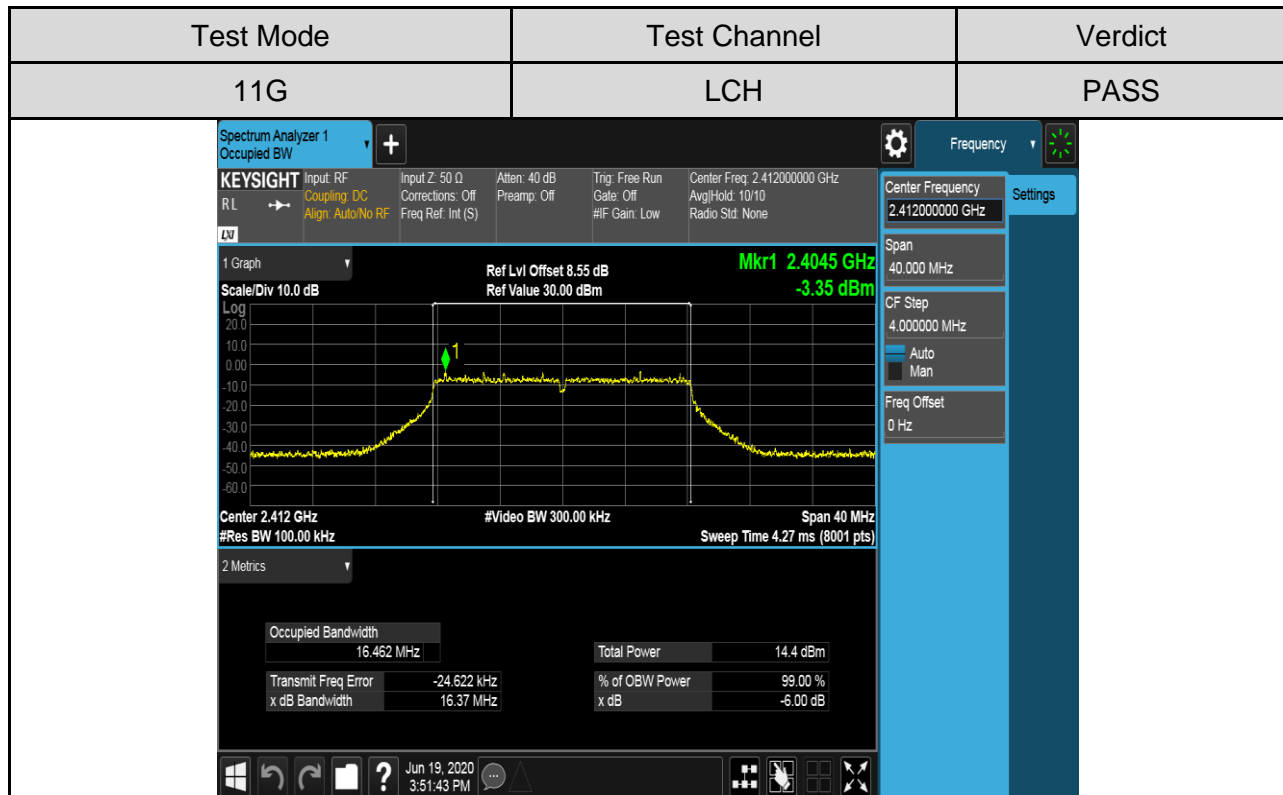 Test Mode Test Channel Verdict
11G LCH PASS
Spectrum Analyzer 1
Occupied BW
+
Frequency
KEYSIGHT Input: RF Input Z: 50 Ω Atten: 40 dB Trig: Free Run Center Freq: 2.412000000 GHz
RL Coupling: DC Corrections: Off Preamp: Off Gate: Off Avg|Hold: 10/10
Align: Auto/No RF Freq Ref: Int (S) #IF Gain: Low Radio Std: None
LXI
Center Frequency
2.412000000 GHz
Settings
Span
40.000 MHz
CF Step
4.000000 MHz
Auto
Man
Freq Offset
0 Hz
1 Graph
Ref Lvl Offset 8.55 dB
Mkr1 2.4045 GHz
Scale/Div 10.0 dB Ref Value 30.00 dBm -3.35 dBm
Log
20.0
10.0
1
0.00
-10.0
-20.0
-30.0
-40.0
-50.0
-60.0
Center 2.412 GHz #Video BW 300.00 kHz Span 40 MHz
#Res BW 100.00 kHz Sweep Time 4.27 ms (8001 pts)
2 Metrics
Occupied Bandwidth
16.462 MHz Total Power 14.4 dBm
Transmit Freq Error -24.622 kHz % of OBW Power 99.00 %
x dB Bandwidth 16.37 MHz x dB -6.00 dB
? Jun 19, 2020
3:51:43 PM